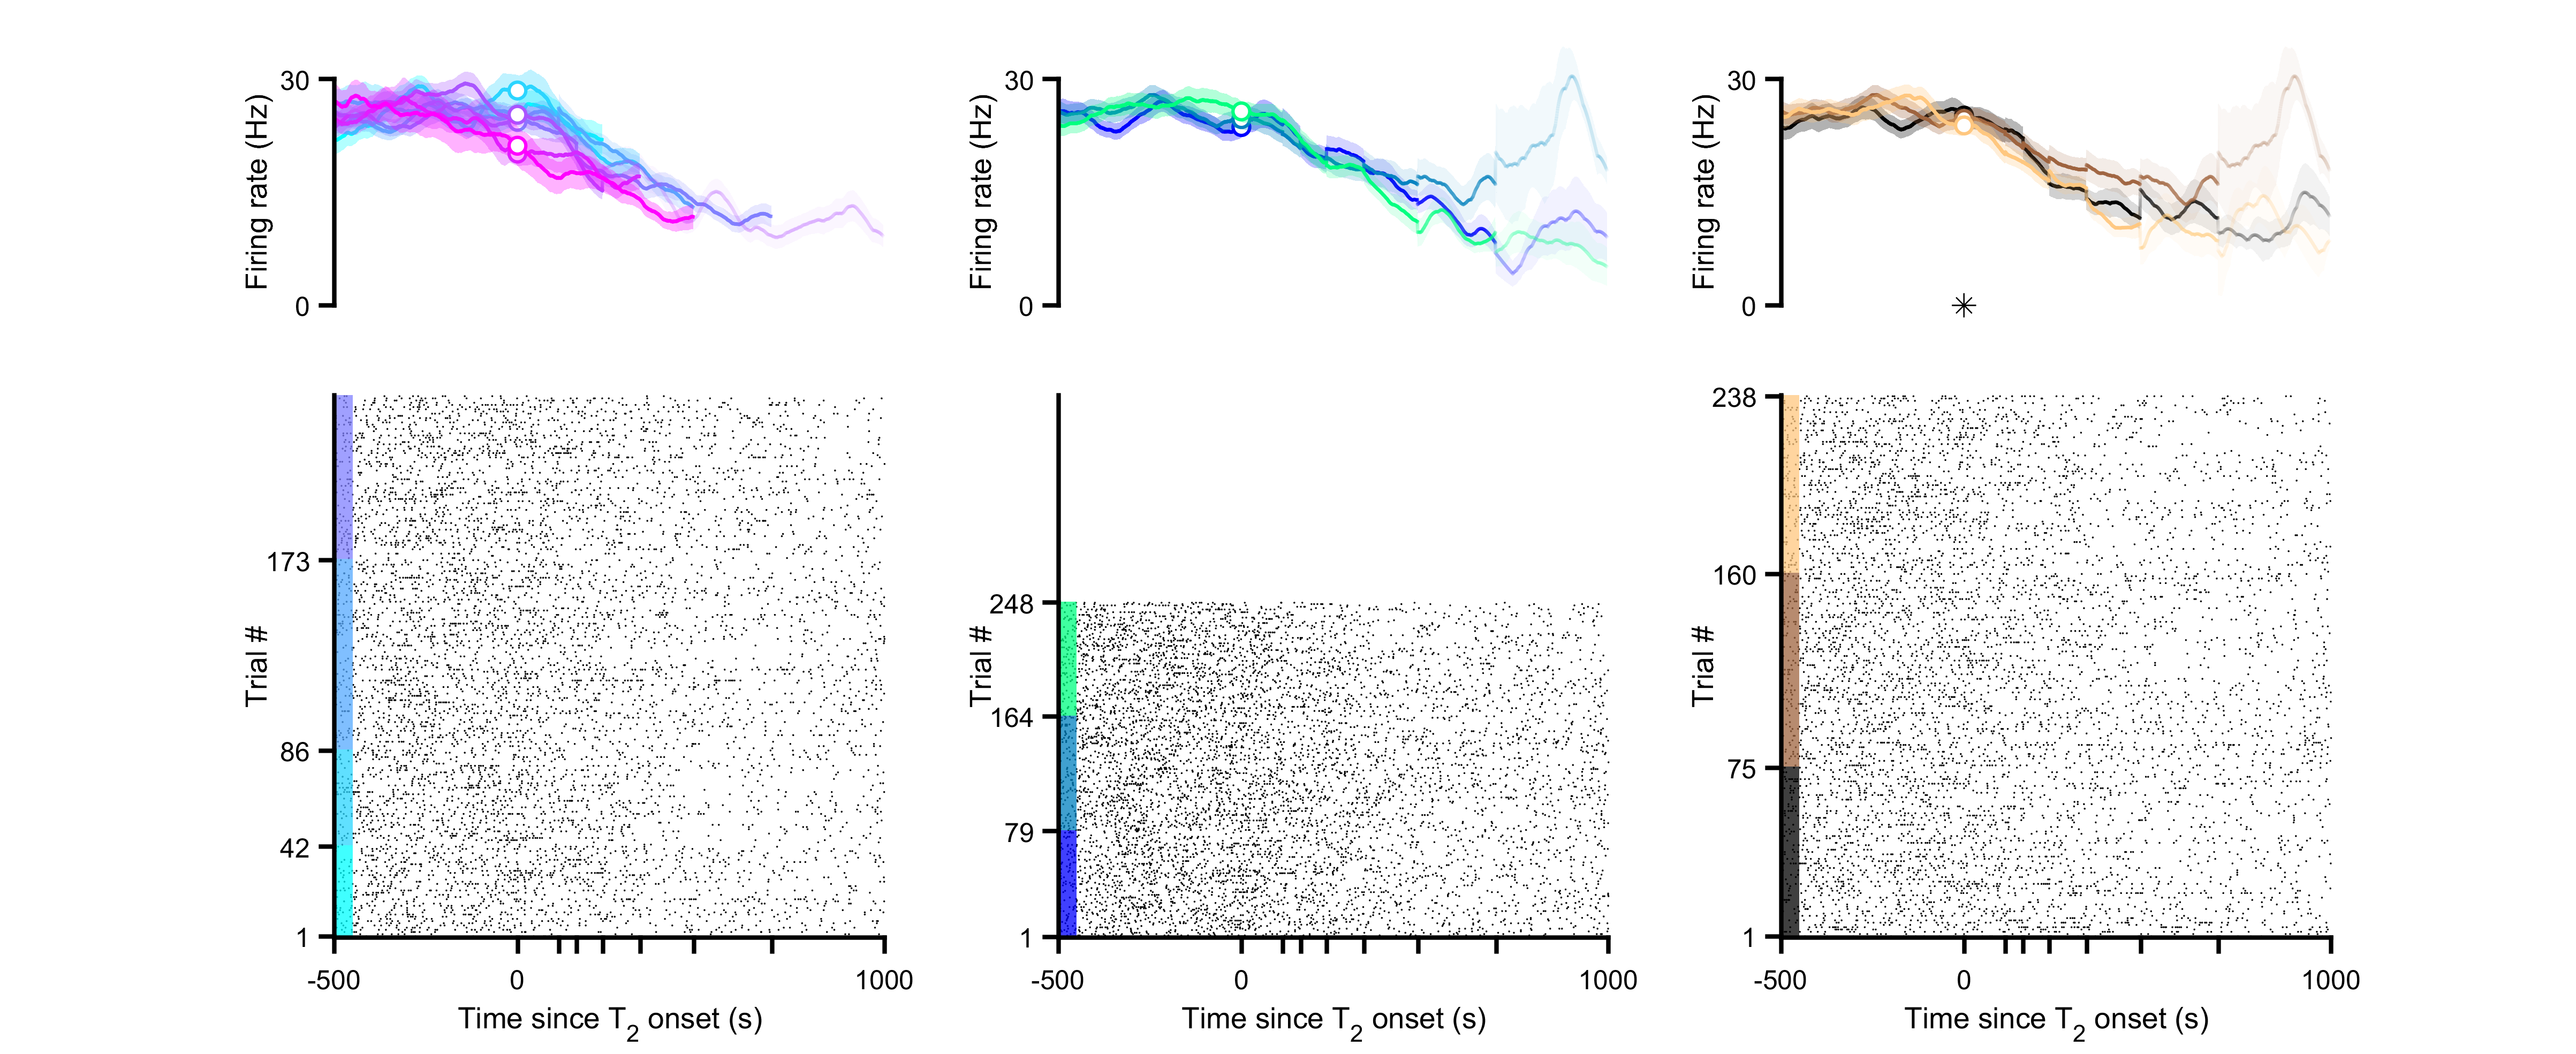 30
Firing rate (Hz)
0
30
Firing rate (Hz)
0
30
Firing rate (Hz)
0
173
86
42
1
Trial #
-500 0 1000
Time since T2 onset (s)
248
164
79
1
Trial #
-500 0 1000
Time since T2 onset (s)
238
160
75
1
Trial #
-500 0 1000
Time since T2 onset (s)